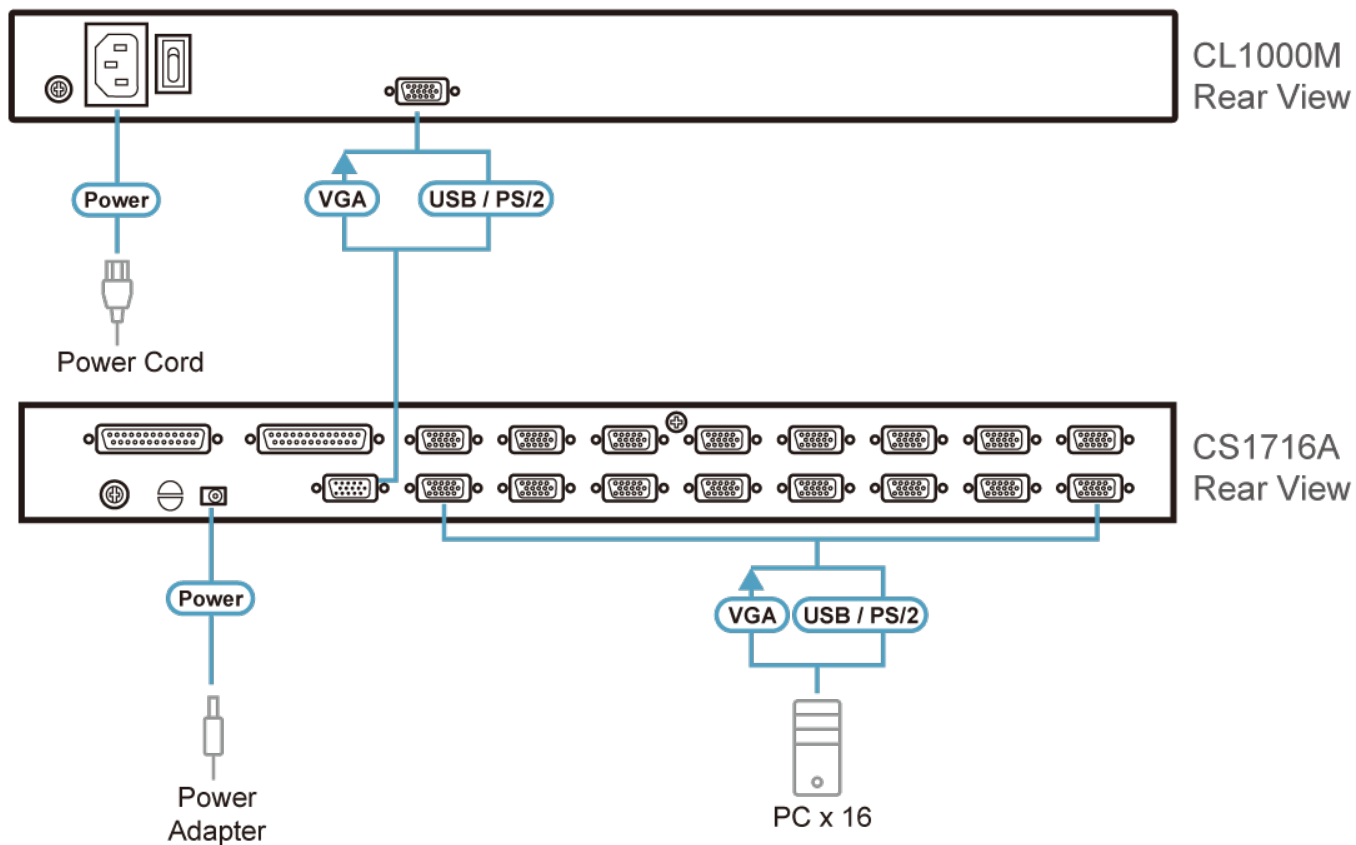 CL1000M
Rear View
Power
VGA
USB / PS/2
Power Cord
CS1716A
Rear View
Power
VGA
USB / PS/2
Power
Adapter
PC x 16